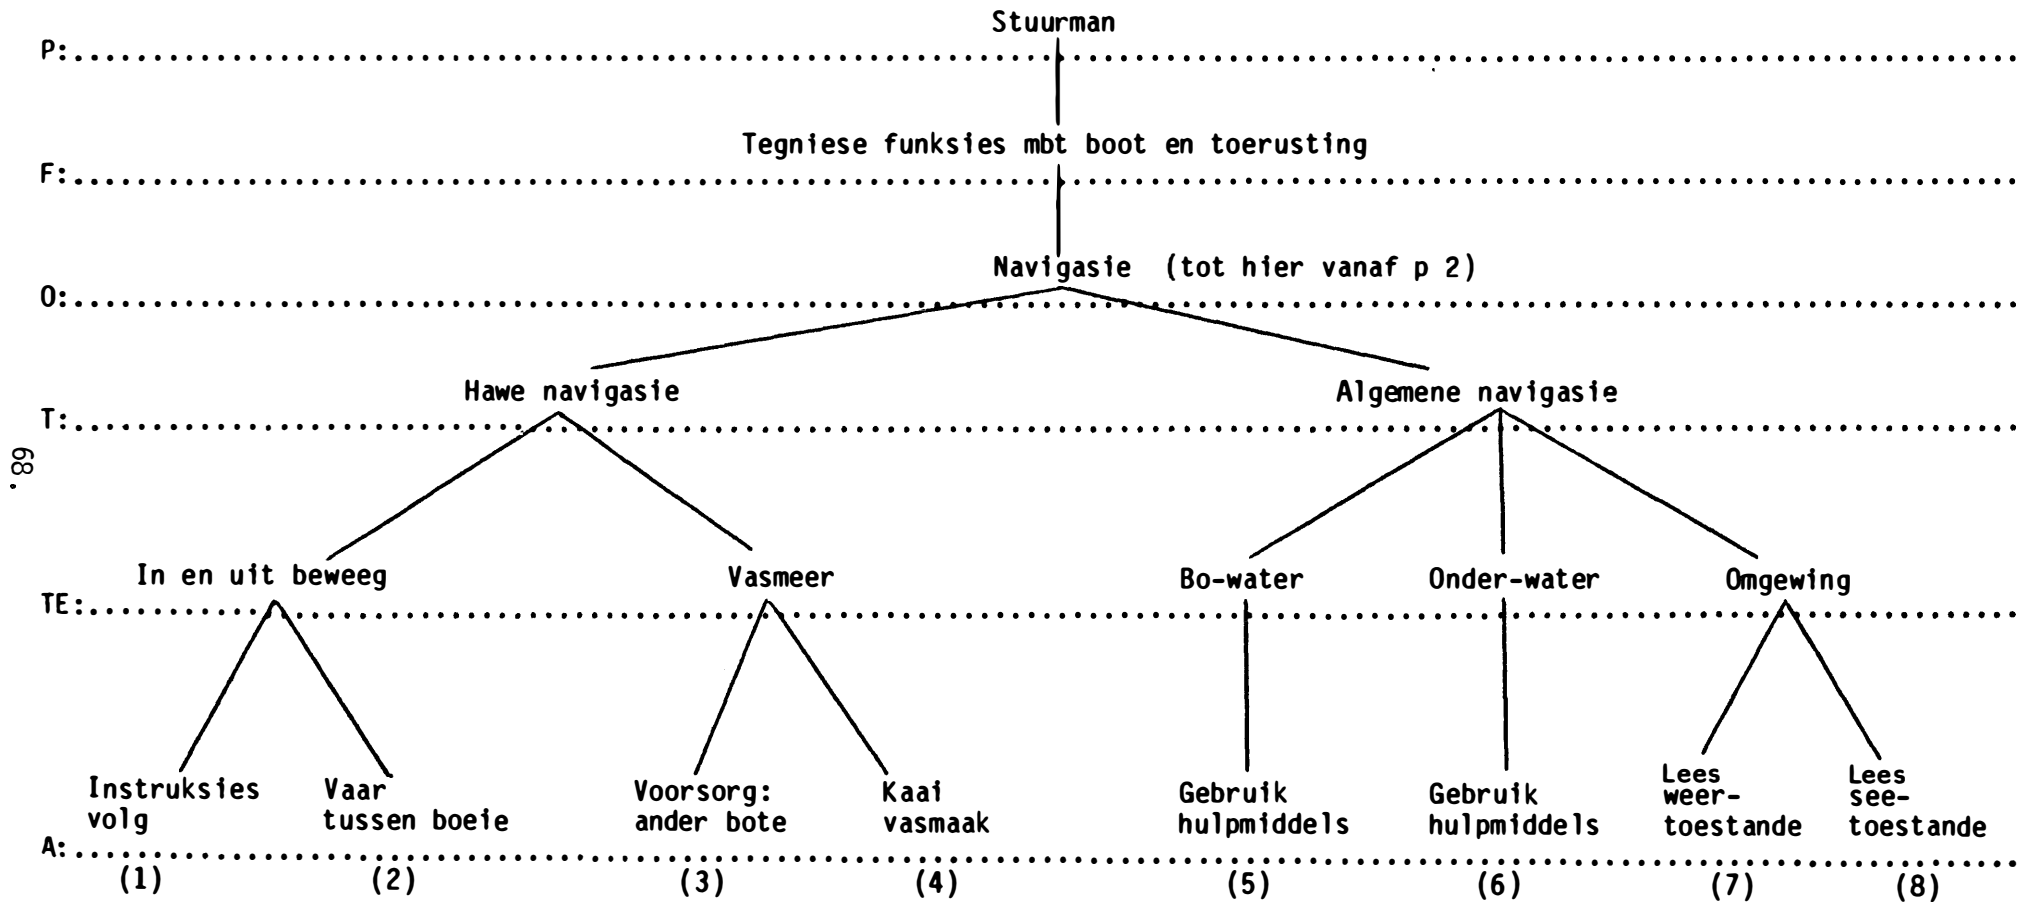 Stuurman
P:
Tegniese funksies mbt boot en toerusting
F:
Navigasie (tot hier vanaf p 2)
O:
Hawe navigasie Algemene navigasie
T:
68.
In en uit beweeg Vasmeer Bo-water Onder-water Omgewing
TE:
Instruksies volg
Vaar tussen boeie
Voorsorg: ander bote
Kaai vasmaak
Gebruik hulpmiddels
Gebruik hulpmiddels
Lees weer- toestande
Lees see- toestande
A:
(1) (2) (3) (4) (5) (6) (7) (8)